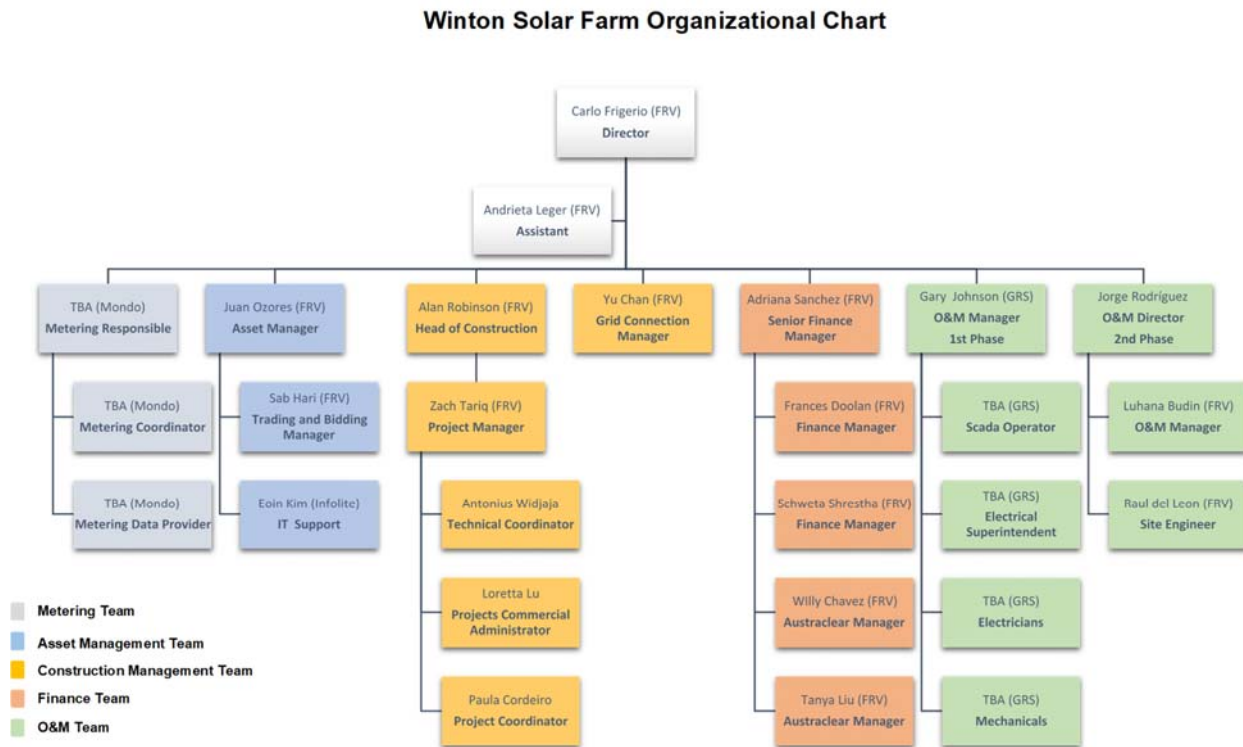 Winton Solar Farm Organizational Chart
Carlo Frigerio (FRV)
Director
Andrieta Leger (FRV)
Assistant
TBA (Mondo)
Metering Responsible
Juan Ozores (FRV)
Asset Manager
Alan Robinson (FRV)
Head of Construction
Yu Chan (FRV)
Grid Connection
Manager
Adriana Sanchez (FRV)
Senior Finance
Manager
Gary Johnson (GRS)
O&M Manager
1st Phase
Jorge Rodríguez
O&M Director
2nd Phase
TBA (Mondo)
Metering Coordinator
Sab Hari (FRV)
Trading and Bidding
Manager
Zach Tariq (FRV)
Project Manager
Frances Doolan (FRV)
Finance Manager
TBA (GRS)
Scada Operator
Luhana Budin (FRV)
O&M Manager
TBA (Mondo)
Metering Data Provider
Eoin Kim (Infolite)
IT Support
Antonius Widjaja
Technical Coordinator
Schweta Shrestha (FRV)
Finance Manager
TBA (GRS)
Electrical
Superintendent
Raul del Leon (FRV)
Site Engineer
Loretta Lu
Projects Commercial
Administrator
Willy Chavez (FRV)
Austraclear Manager
TBA (GRS)
Electricians
Paula Cordeiro
Project Coordinator
Tanya Liu (FRV)
Austraclear Manager
TBA (GRS)
Mechanicals
Metering Team
Asset Management Team
Construction Management Team
Finance Team
O&M Team